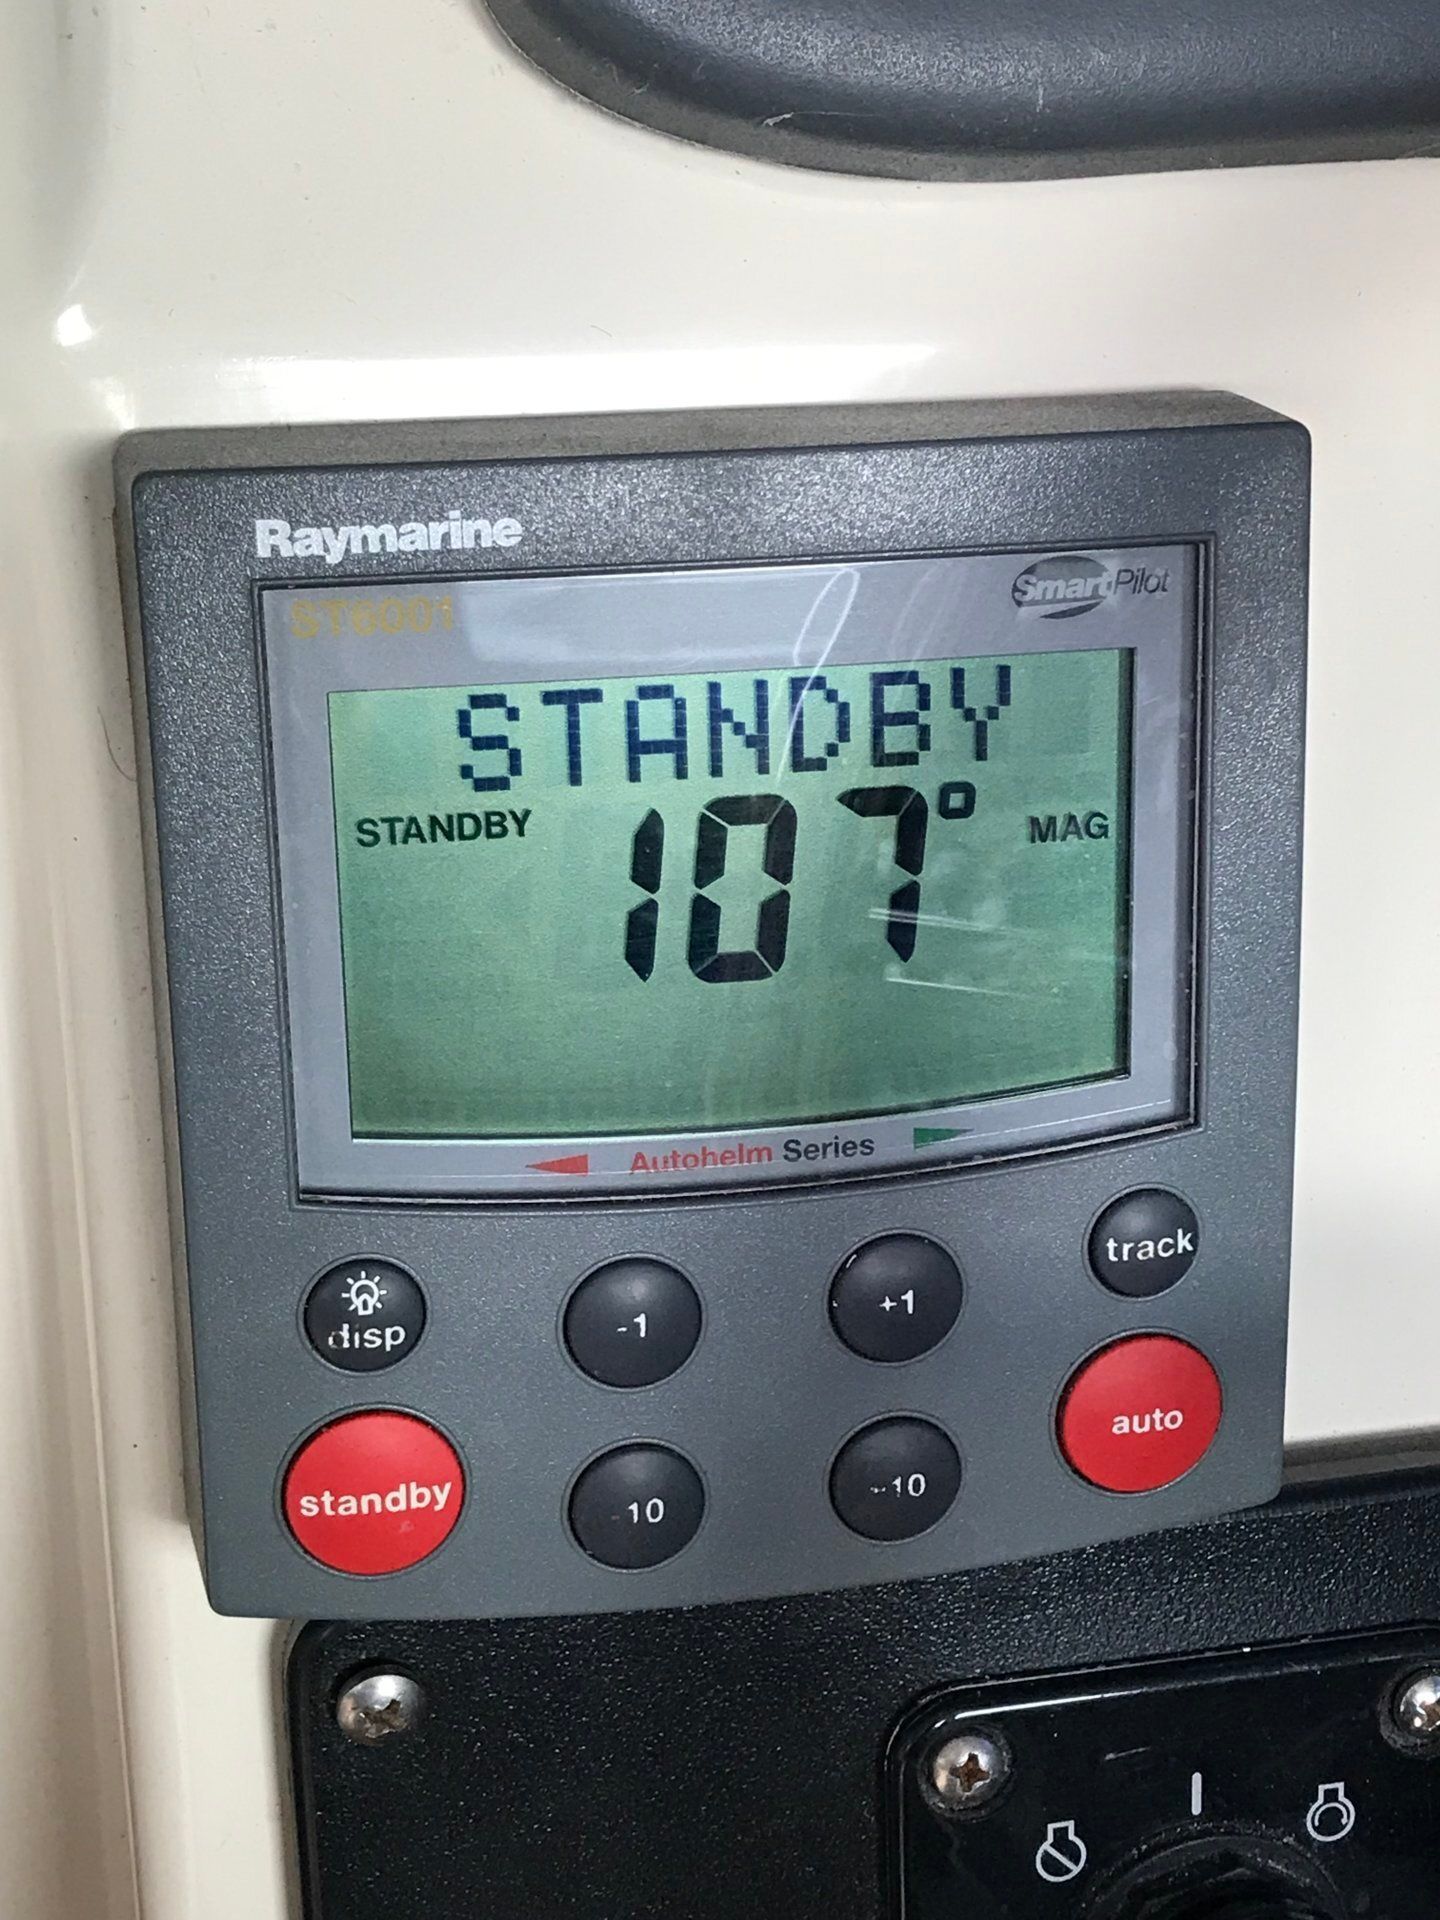 Raymarine
ST6001
SmartPilot
STANDBY
STANDBY 107° MAG
Autohelm Series
disp -1 +1 track
standby 10 -10 auto